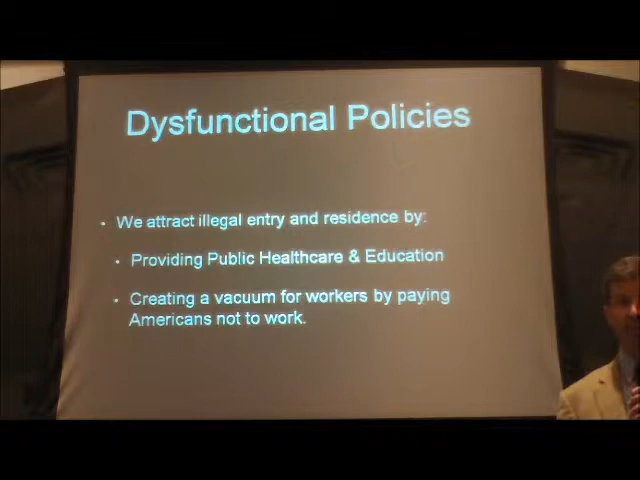 Dysfunctional Policies
• We attract illegal entry and residence by:
• Providing Public Healthcare & Education
• Creating a vacuum for workers by paying
Americans not to work.